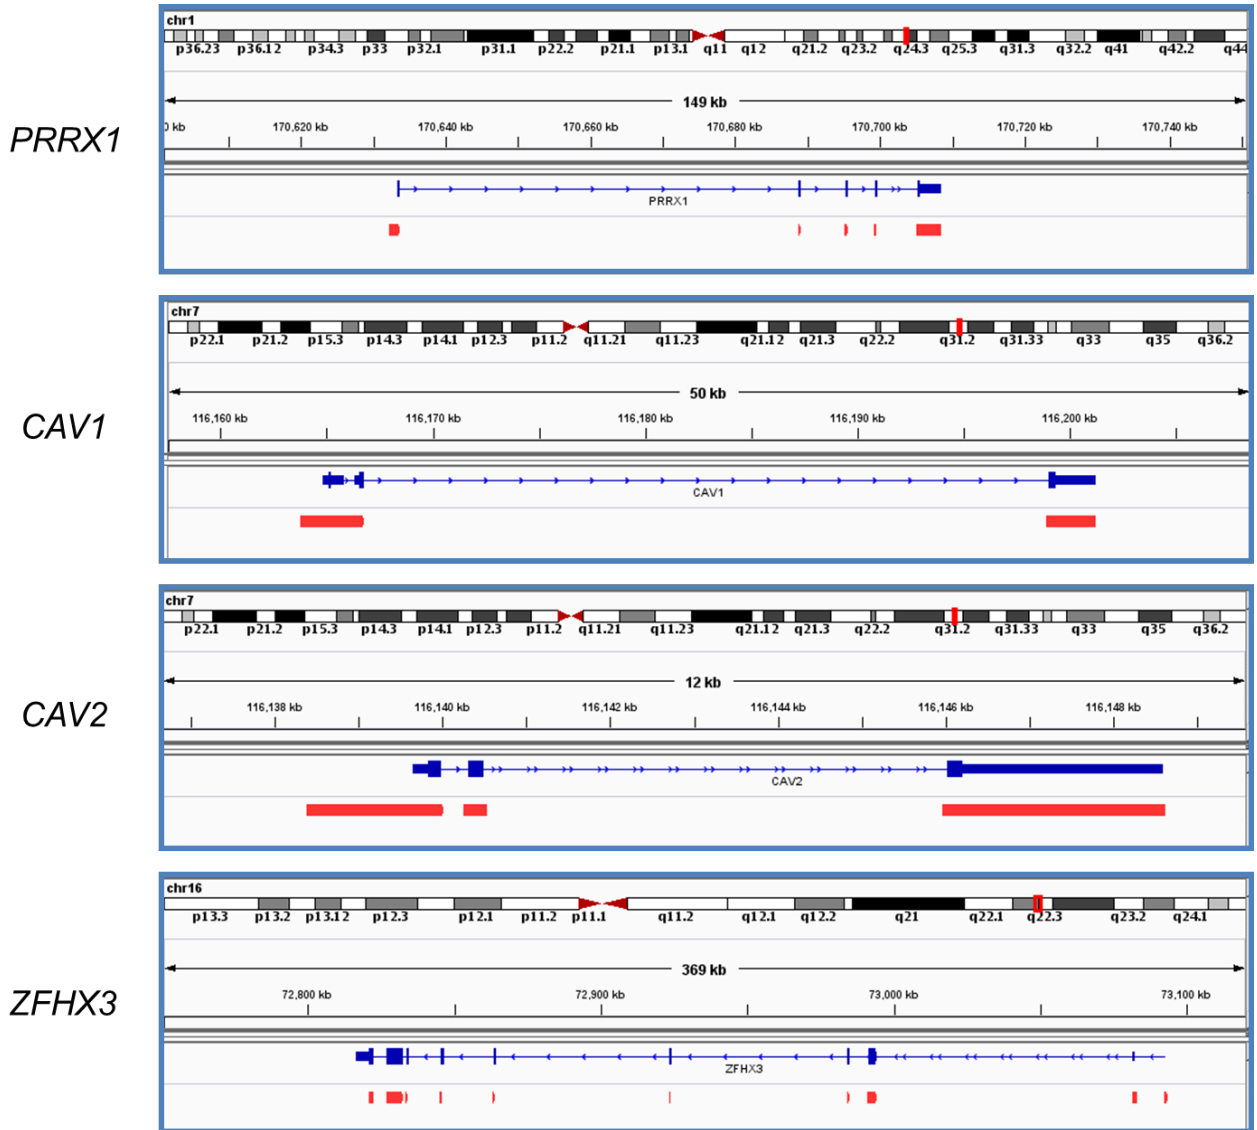 chr1
p36.23 p36.12 p34.3 p33 p32.1 p31.1 p22.2 p21.1 p13.1 q11 q12 q21.2 q23.2 q24.3 q25.3 q31.3 q32.2 q41 q42.2 q44
149 kb
0 kb 170,620 kb 170,640 kb 170,660 kb 170,680 kb 170,700 kb 170,720 kb 170,740 kb
PRRX1
PRRX1
chr7
p22.1 p21.2 p15.3 p14.3 p14.1 p12.3 p11.2 q11.21 q11.23 q21.12 q21.3 q22.2 q31.2 q31.33 q33 q35 q36.2
50 kb
116,160 kb 116,170 kb 116,180 kb 116,190 kb 116,200 kb
CAV1
CAV1
chr7
p22.1 p21.2 p15.3 p14.3 p14.1 p12.3 p11.2 q11.21 q11.23 q21.12 q21.3 q22.2 q31.2 q31.33 q33 q35 q36.2
12 kb
116,138 kb 116,140 kb 116,142 kb 116,144 kb 116,146 kb 116,148 kb
CAV2
CAV2
chr16
p13.3 p13.2 p13.12 p12.3 p12.1 p11.2 p11.1 q11.2 q12.1 q12.2 q21 q22.1 q22.3 q23.2 q24.1
369 kb
72,800 kb 72,900 kb 73,000 kb 73,100 kb
ZFHX3
ZFHX3